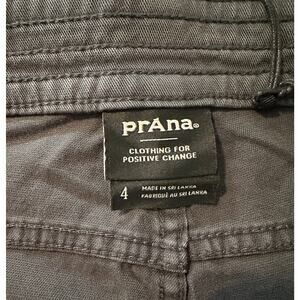 prAna®
CLOTHING FOR
POSITIVE CHANGE
4
MADE IN SRI LANKA
FABRIQUÉ AU SRI LANKA